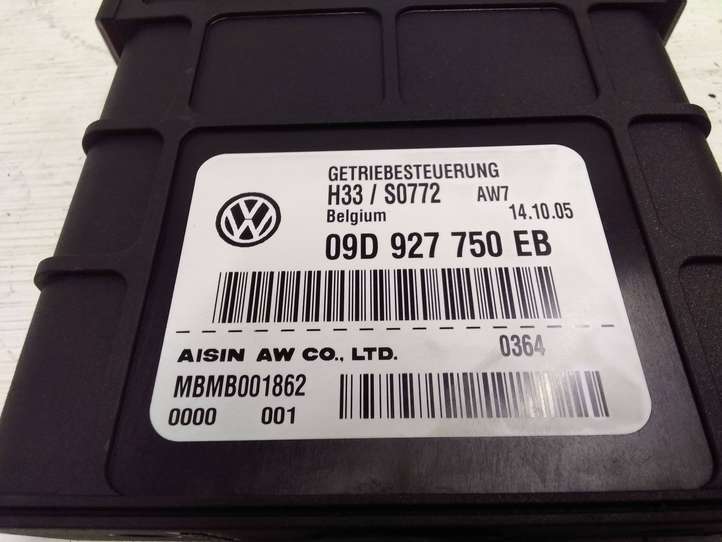 GETRIEBESTEUERUNG
H33 / S0772 AW7
Belgium 14.10.05
09D 927 750 EB
AISIN AW CO., LTD. 0364
MBMB001862
0000 001